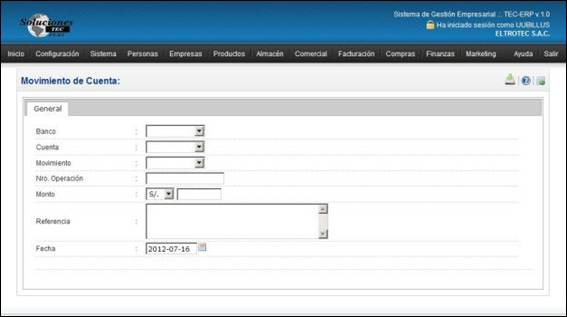 Soluciones
TEC
PERÚ
Sistema de Gestión Empresarial .:. TEC-ERP v.1.0
Ha iniciado sesión como UUBILLUS
ELTROTEC S.A.C.
Inicio Configuración Sistema Personas Empresas Productos Almacén Comercial Facturación Compras Finanzas Marketing Ayuda Salir
Movimiento de Cuenta:
General
Banco :
Cuenta :
Movimiento :
Nro. Operación :
Monto : S/.
Referencia :
Fecha : 2012-07-16